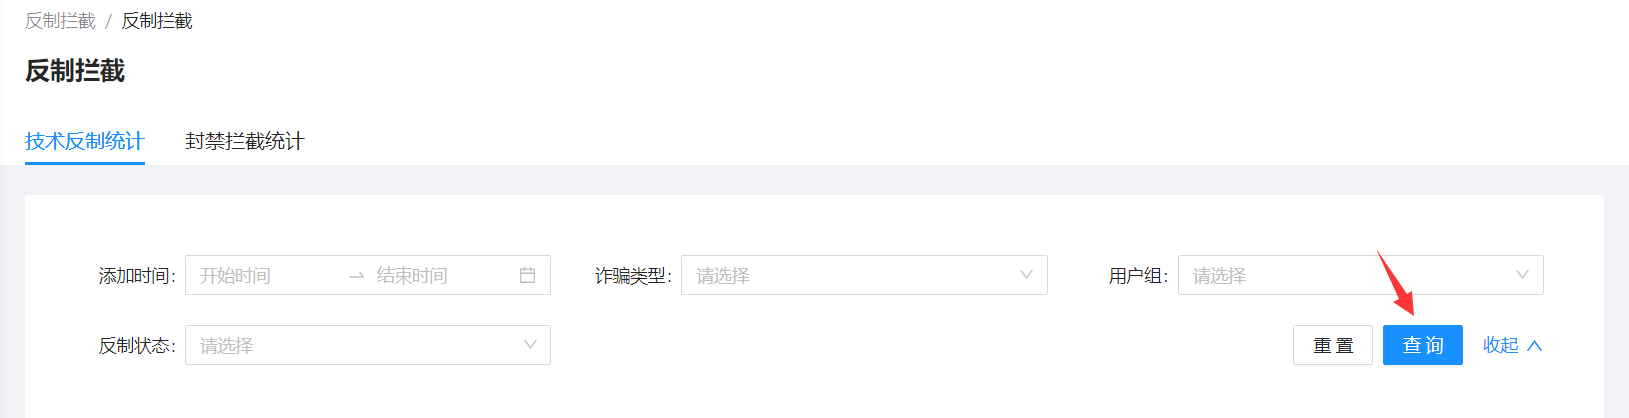 反制拦截 / 反制拦截
反制拦截
技术反制统计 封禁拦截统计
添加时间: 开始时间 → 结束时间 诈骗类型: 请选择 用户组: 请选择
反制状态: 请选择 重置 查询 收起